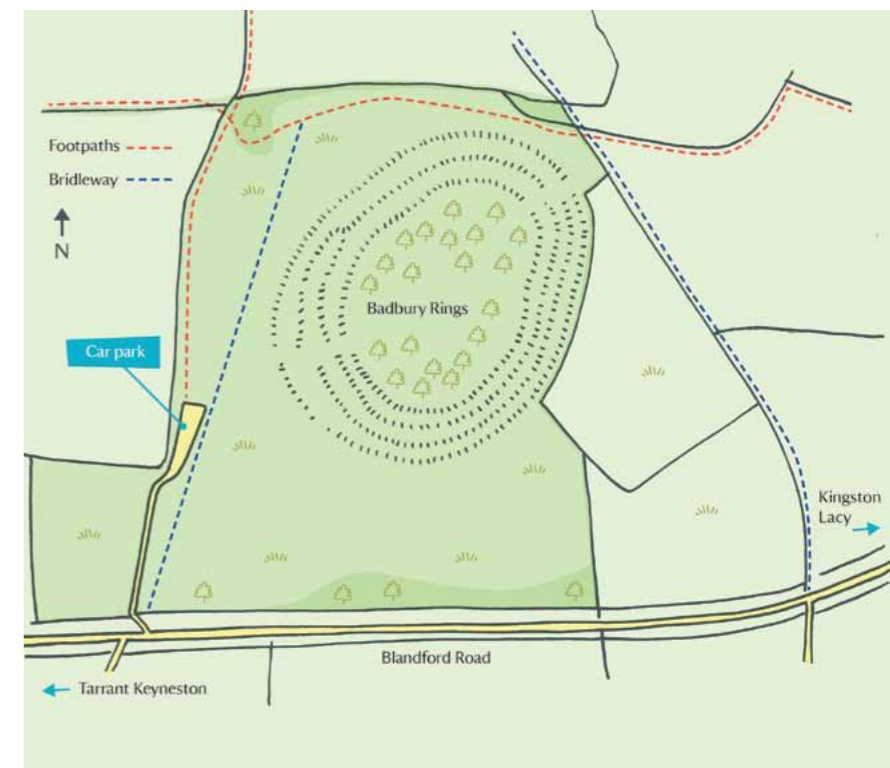 Footpaths
Bridleway
N
Badbury Rings
Car park
Kingston
Lacy
Blandford Road
Tarrant Keyneston